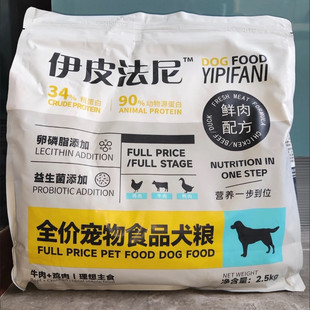 伊皮法尼™
34% 粗蛋白
CRUDE PROTEIN
90% 动物源蛋白
ANIMAL PROTEIN
DOG FOOD
YIPIFANI
FRESH MEAT FORMULA
鲜肉
配方
CHICKEN/BEEF/DUCK
卵磷脂添加
LECITHIN ADDITION
益生菌添加
PROBIOTIC ADDITION
FULL PRICE
/FULL STAGE
NUTRITION IN
ONE STEP
营养一步到位
全价宠物食品犬粮
FULL PRICE PET FOOD DOG FOOD
牛肉+鸡肉 | 理想主食
NET WEIGHT
净含量: 2.5kg